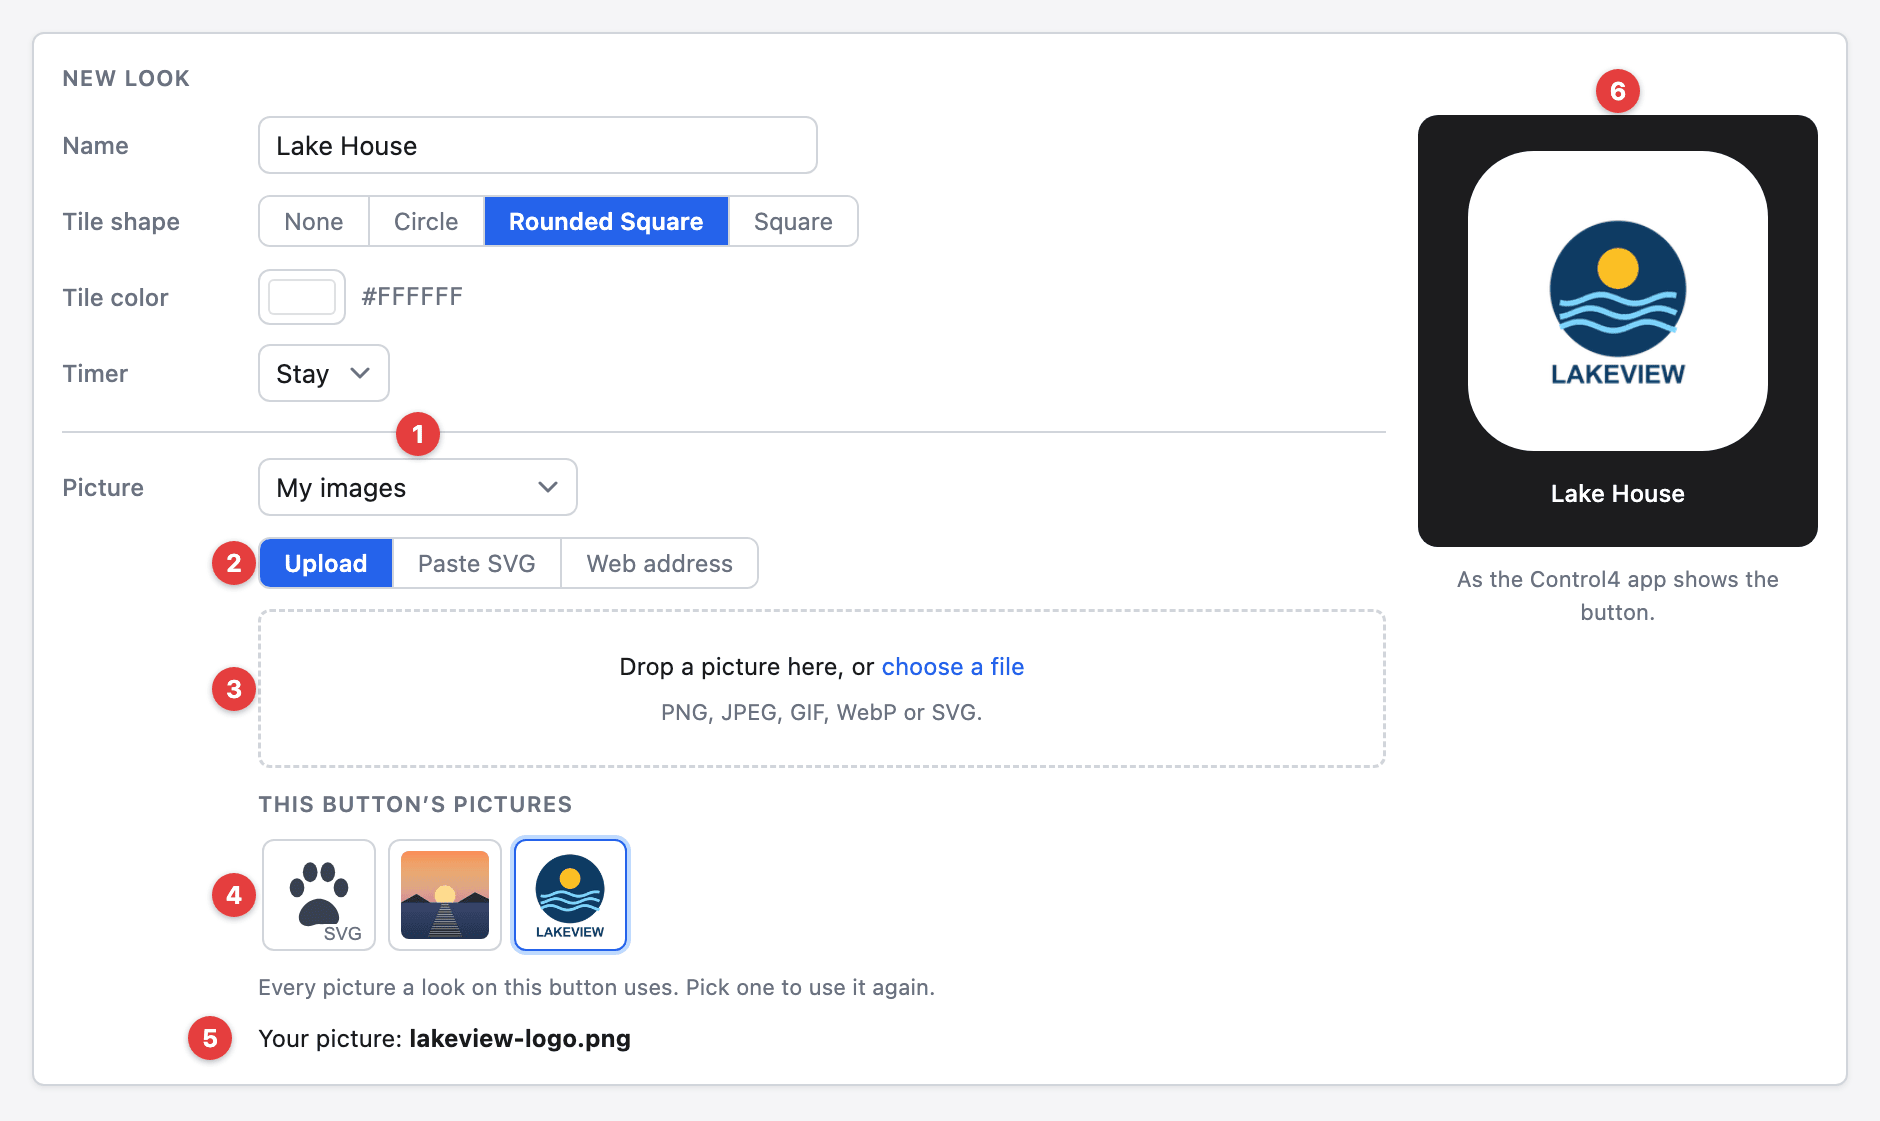 NEW LOOK
Name
Lake House
Tile shape
None
Circle
Rounded Square
Square
Tile color
#FFFFFF
Timer
Stay
1
Picture
My images
2
Upload
Paste SVG
Web address
3
Drop a picture here, or choose a file
PNG, JPEG, GIF, WebP or SVG.
THIS BUTTON’S PICTURES
4
SVG
LAKEVIEW
Every picture a look on this button uses. Pick one to use it again.
5
Your picture: lakeview-logo.png
6
LAKEVIEW
Lake House
As the Control4 app shows the
button.